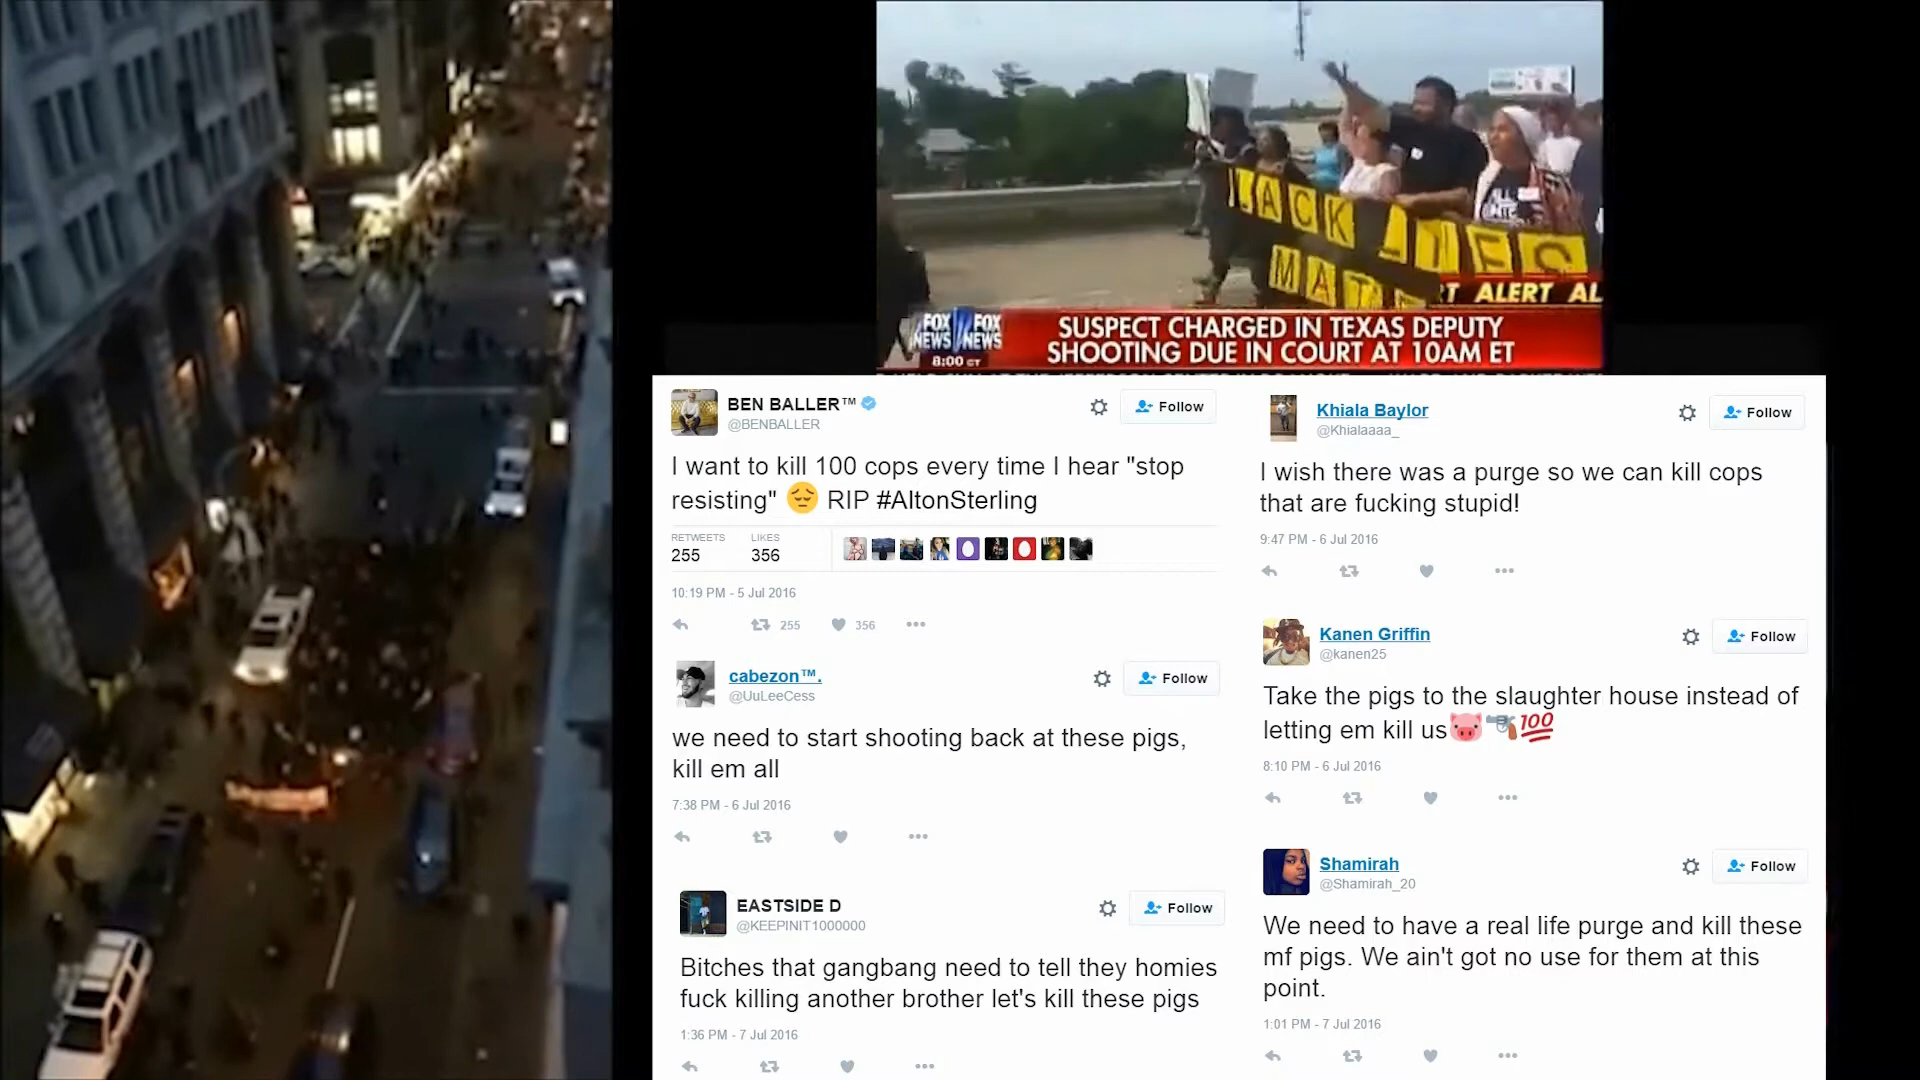 LACK LIFES
MAT
RT ALERT AL
FOX NEWS FOX NEWS
8:00 CT
SUSPECT CHARGED IN TEXAS DEPUTY
SHOOTING DUE IN COURT AT 10AM ET
BEN BALLER™
@BENBALLER
Follow
I want to kill 100 cops every time I hear "stop
resisting" 😔 RIP #AltonSterling
RETWEETS LIKES
255 356
10:19 PM - 5 Jul 2016
255 356
cabezon™.
@UuLeeCess
Follow
we need to start shooting back at these pigs,
kill em all
7:38 PM - 6 Jul 2016
EASTSIDE D
@KEEPINIT1000000
Follow
Bitches that gangbang need to tell they homies
fuck killing another brother let's kill these pigs
1:36 PM - 7 Jul 2016
Khiala Baylor
@Khialaaaa_
Follow
I wish there was a purge so we can kill cops
that are fucking stupid!
9:47 PM - 6 Jul 2016
Kanen Griffin
@kanen25
Follow
Take the pigs to the slaughter house instead of
letting em kill us🐷🔫💯
8:10 PM - 6 Jul 2016
Shamirah
@Shamirah_20
Follow
We need to have a real life purge and kill these
mf pigs. We ain't got no use for them at this
point.
1:01 PM - 7 Jul 2016